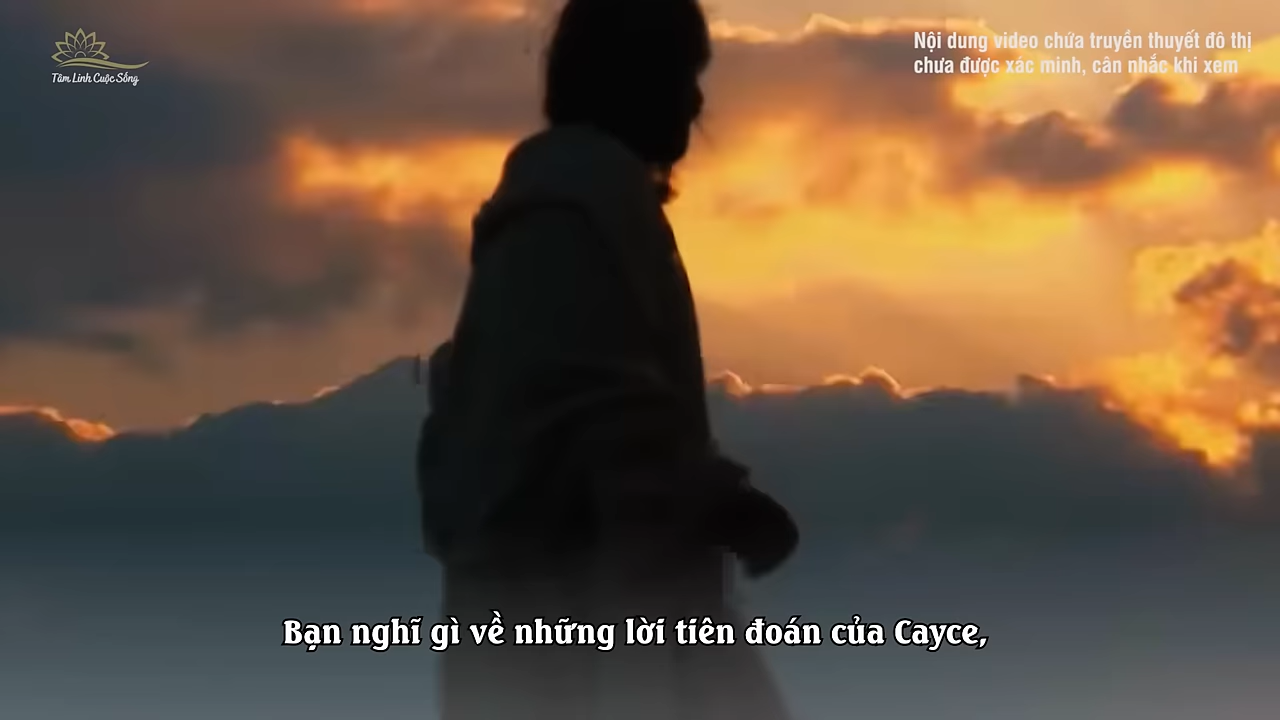 Tâm Linh Cuộc Sống
Nội dung video chứa truyền thuyết đô thị
chưa được xác minh, cân nhắc khi xem
Bạn nghĩ gì về những lời tiên đoán của Cayce,